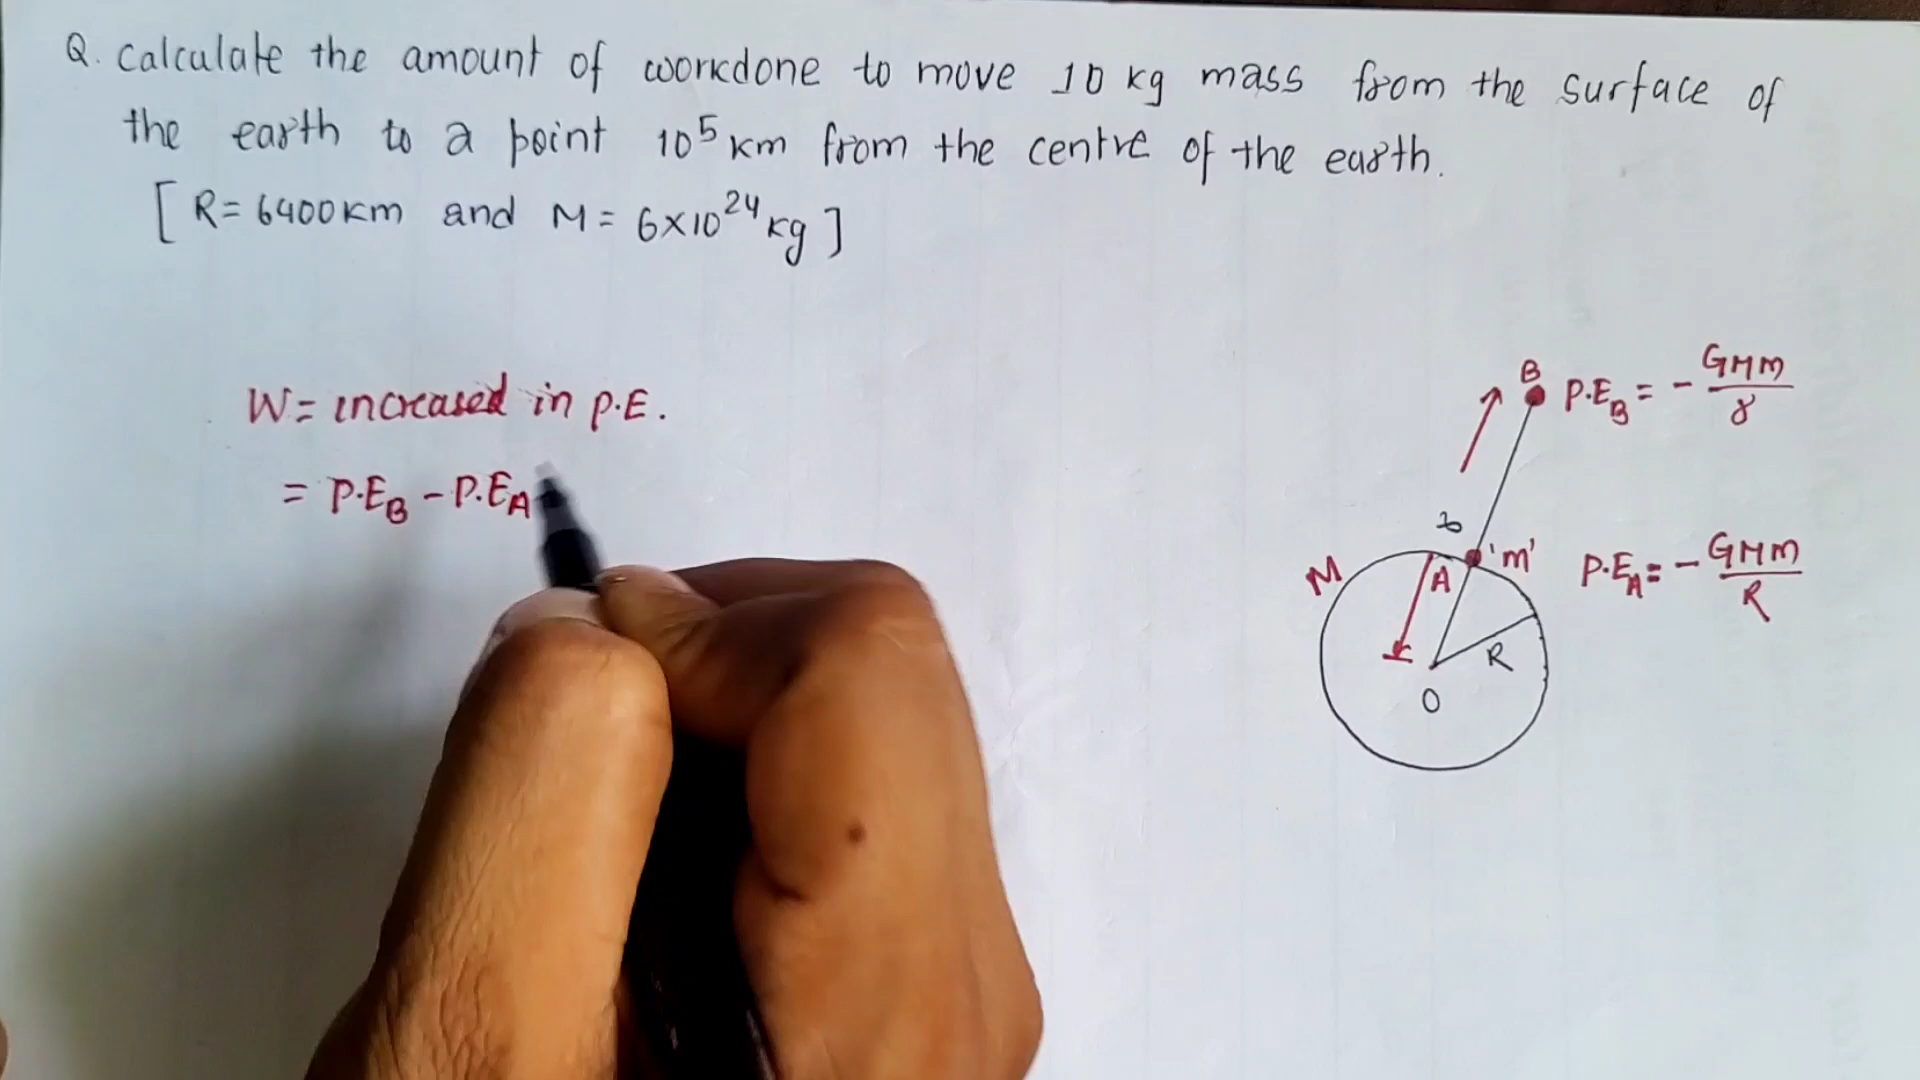 Q. Calculate the amount of workdone to move 10 kg mass from the surface of
the earth to a point 10⁵ km from the centre of the earth.
[ R = 6400 km and M = 6×10²⁴ kg ]
W = increased in P.E.
= P.E_B - P.E_A
B P.E_B = - GMm/r
r
M A 'm' P.E_A = - GMm/R
R
O